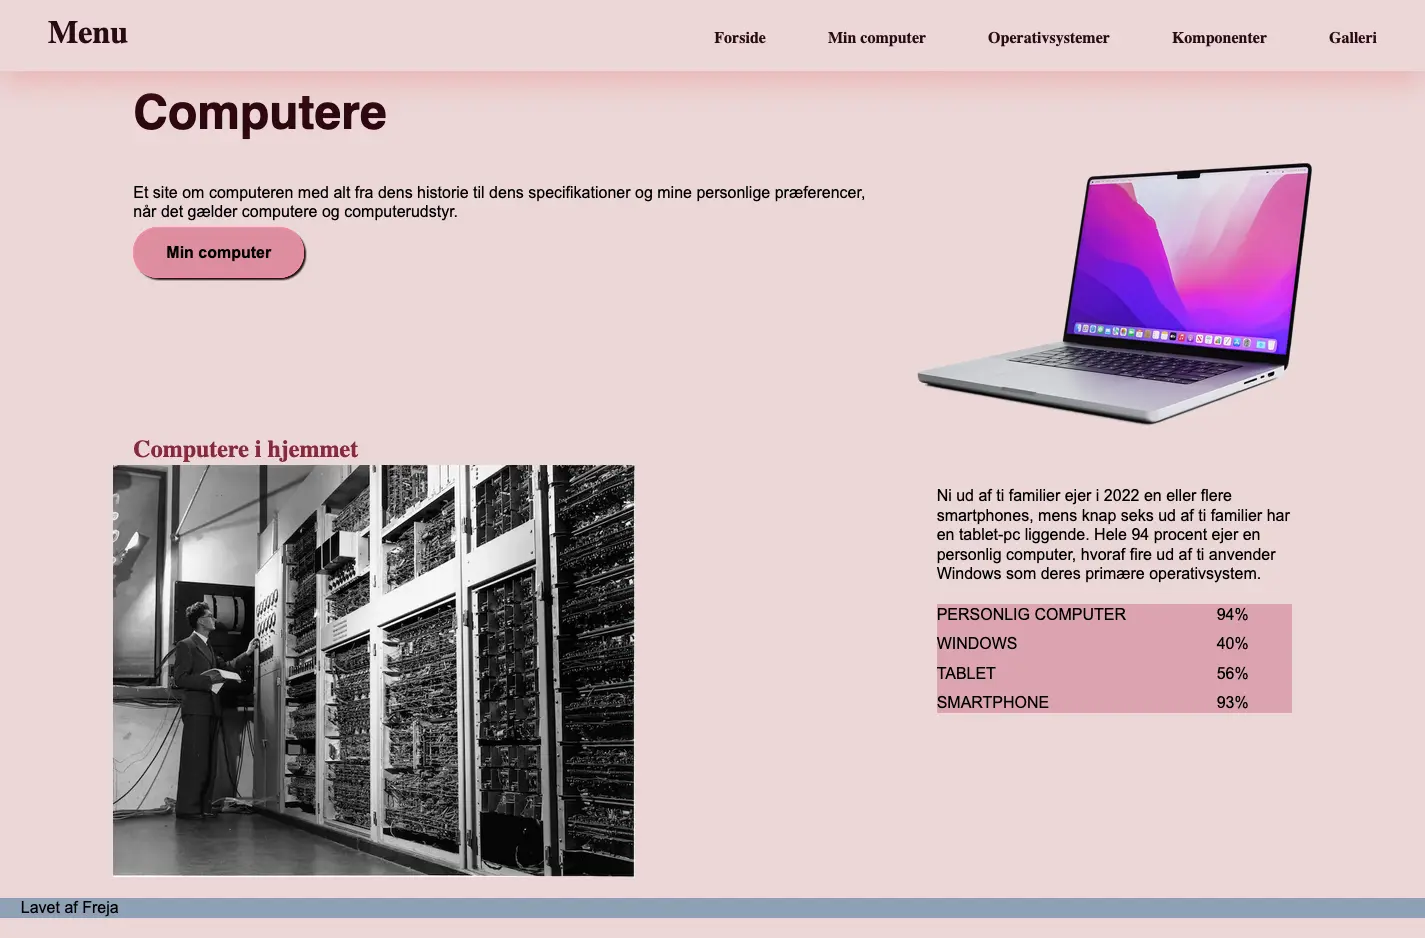 Menu
Forside Min computer Operativsystemer Komponenter Galleri
Computere
Et site om computeren med alt fra dens historie til dens specifikationer og mine personlige præferencer,
når det gælder computere og computerudstyr.
Min computer
Computere i hjemmet
Ni ud af ti familier ejer i 2022 en eller flere
smartphones, mens knap seks ud af ti familier har
en tablet-pc liggende. Hele 94 procent ejer en
personlig computer, hvoraf fire ud af ti anvender
Windows som deres primære operativsystem.
PERSONLIG COMPUTER 94%
WINDOWS 40%
TABLET 56%
SMARTPHONE 93%
Lavet af Freja